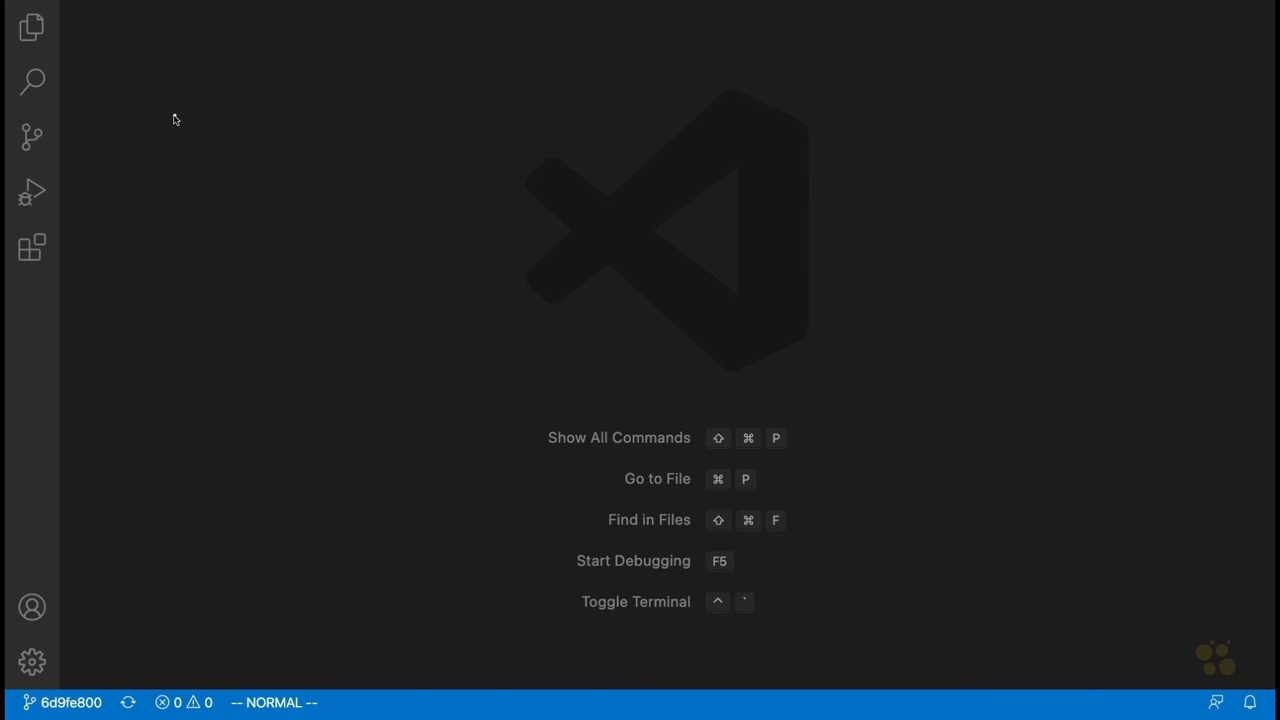 Show All Commands ⇧ ⌘ P
Go to File ⌘ P
Find in Files ⇧ ⌘ F
Start Debugging F5
Toggle Terminal ^ `
6d9fe800 0 0 -- NORMAL --